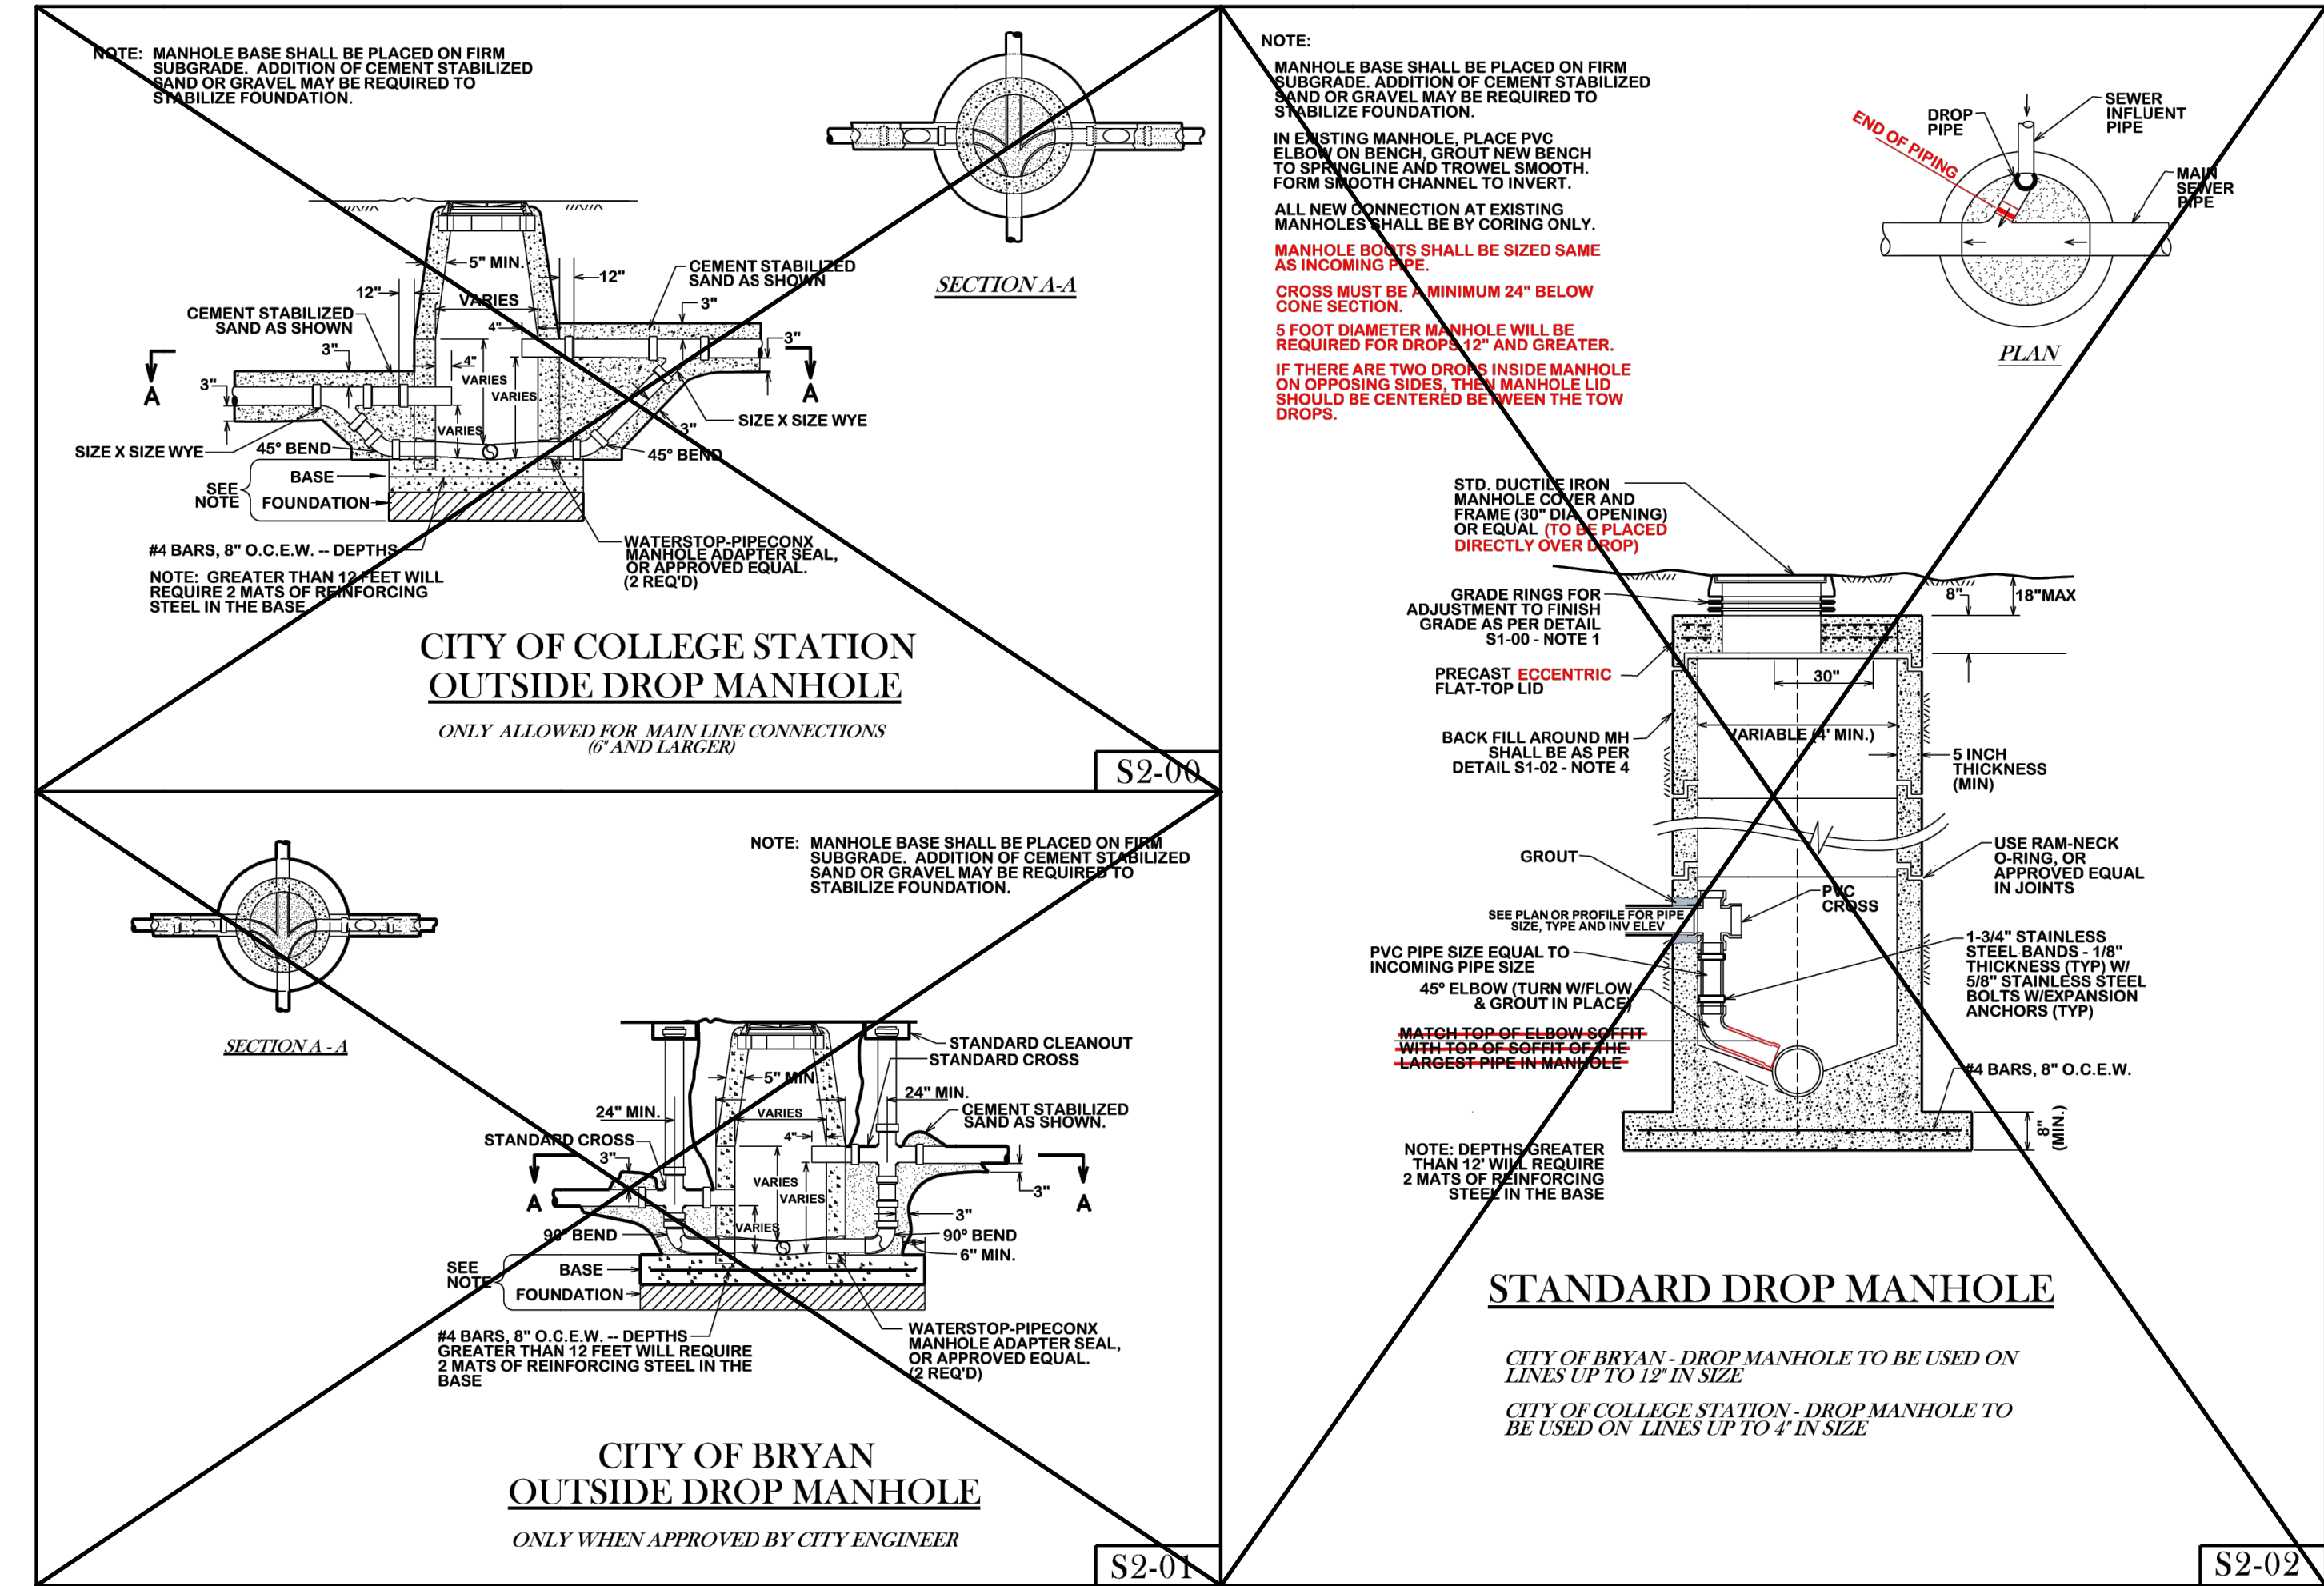 NOTE: MANHOLE BASE SHALL BE PLACED ON FIRM
SUBGRADE. ADDITION OF CEMENT STABILIZED
SAND OR GRAVEL MAY BE REQUIRED TO
STABILIZE FOUNDATION.
SECTION A-A
5" MIN.
12"
CEMENT STABILIZED
SAND AS SHOWN
3"
12"
VARIES
CEMENT STABILIZED
SAND AS SHOWN
4"
3"
3"
A
4"
VARIES
VARIES
3"
A
VARIES
SIZE X SIZE WYE
3"
SIZE X SIZE WYE
45° BEND
45° BEND
BASE
SEE
NOTE
FOUNDATION
#4 BARS, 8" O.C.E.W. -- DEPTHS
NOTE: GREATER THAN 12 FEET WILL
REQUIRE 2 MATS OF REINFORCING
STEEL IN THE BASE
WATERSTOP-PIPECONX
MANHOLE ADAPTER SEAL,
OR APPROVED EQUAL.
(2 REQ'D)
CITY OF COLLEGE STATION
OUTSIDE DROP MANHOLE
ONLY ALLOWED FOR MAIN LINE CONNECTIONS
(6" AND LARGER)
S2-00
NOTE: MANHOLE BASE SHALL BE PLACED ON FIRM
SUBGRADE. ADDITION OF CEMENT STABILIZED
SAND OR GRAVEL MAY BE REQUIRED TO
STABILIZE FOUNDATION.
SECTION A - A
STANDARD CLEANOUT
STANDARD CROSS
5" MIN.
24" MIN.
24" MIN.
VARIES
CEMENT STABILIZED
SAND AS SHOWN.
4"
STANDARD CROSS
3"
A
VARIES
VARIES
3"
A
3"
VARIES
90° BEND
90° BEND
6" MIN.
SEE
NOTE
BASE
FOUNDATION
#4 BARS, 8" O.C.E.W. -- DEPTHS
GREATER THAN 12 FEET WILL REQUIRE
2 MATS OF REINFORCING STEEL IN THE
BASE
WATERSTOP-PIPECONX
MANHOLE ADAPTER SEAL,
OR APPROVED EQUAL.
(2 REQ'D)
CITY OF BRYAN
OUTSIDE DROP MANHOLE
ONLY WHEN APPROVED BY CITY ENGINEER
S2-01
NOTE:
MANHOLE BASE SHALL BE PLACED ON FIRM
SUBGRADE. ADDITION OF CEMENT STABILIZED
SAND OR GRAVEL MAY BE REQUIRED TO
STABILIZE FOUNDATION.
IN EXISTING MANHOLE, PLACE PVC
ELBOW ON BENCH, GROUT NEW BENCH
TO SPRINGLINE AND TROWEL SMOOTH.
FORM SMOOTH CHANNEL TO INVERT.
ALL NEW CONNECTION AT EXISTING
MANHOLES SHALL BE BY CORING ONLY.
MANHOLE BOOTS SHALL BE SIZED SAME
AS INCOMING PIPE.
CROSS MUST BE A MINIMUM 24" BELOW
CONE SECTION.
5 FOOT DIAMETER MANHOLE WILL BE
REQUIRED FOR DROPS 12" AND GREATER.
IF THERE ARE TWO DROPS INSIDE MANHOLE
ON OPPOSING SIDES, THEN MANHOLE LID
SHOULD BE CENTERED BETWEEN THE TOW
DROPS.
END OF PIPING
DROP
PIPE
SEWER
INFLUENT
PIPE
MAIN
SEWER
PIPE
PLAN
STD. DUCTILE IRON
MANHOLE COVER AND
FRAME (30" DIA. OPENING)
OR EQUAL (TO BE PLACED
DIRECTLY OVER DROP)
GRADE RINGS FOR
ADJUSTMENT TO FINISH
GRADE AS PER DETAIL
S1-00 - NOTE 1
8"
18"MAX
PRECAST ECCENTRIC
FLAT-TOP LID
30"
BACK FILL AROUND MH
SHALL BE AS PER
DETAIL S1-02 - NOTE 4
VARIABLE (4' MIN.)
5 INCH
THICKNESS
(MIN)
GROUT
USE RAM-NECK
O-RING, OR
APPROVED EQUAL
IN JOINTS
PVC
CROSS
SEE PLAN OR PROFILE FOR PIPE
SIZE, TYPE AND INV ELEV
PVC PIPE SIZE EQUAL TO
INCOMING PIPE SIZE
45° ELBOW (TURN W/FLOW
& GROUT IN PLACE)
1-3/4" STAINLESS
STEEL BANDS - 1/8"
THICKNESS (TYP) W/
5/8" STAINLESS STEEL
BOLTS W/EXPANSION
ANCHORS (TYP)
MATCH TOP OF ELBOW SOFFIT
WITH TOP OF SOFFIT OF THE
LARGEST PIPE IN MANHOLE
#4 BARS, 8" O.C.E.W.
8"
(MIN.)
NOTE: DEPTHS GREATER
THAN 12' WILL REQUIRE
2 MATS OF REINFORCING
STEEL IN THE BASE
STANDARD DROP MANHOLE
CITY OF BRYAN - DROP MANHOLE TO BE USED ON
LINES UP TO 12" IN SIZE
CITY OF COLLEGE STATION - DROP MANHOLE TO
BE USED ON LINES UP TO 4" IN SIZE
S2-02